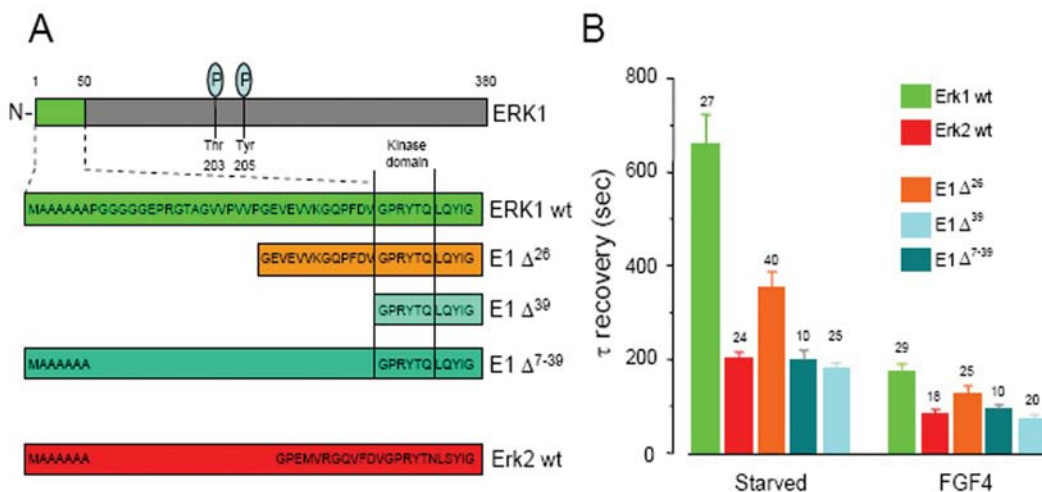 A
P P
1 50 380
N- ERK1
Thr 203
Tyr 205
Kinase domain
MAAAAAAPGGGGGEPRGTAGVVPVVPGEVEVVKGQPFDVGPRYTQLQYIG ERK1 wt
GEVEVVKGQPFDVGPRYTQLQYIG E1 Δ26
GPRYTQLQYIG E1 Δ39
MAAAAAA GPRYTQLQYIG E1 Δ7-39
MAAAAAA GPEMVRGQVFDVGPRYTNLSYIG Erk2 wt
B
τ recovery (sec)
800
600
400
200
0
27
24
40
10
25
29
18
25
10
20
Starved
FGF4
Erk1 wt
Erk2 wt
E1 Δ26
E1 Δ39
E1 Δ7-39